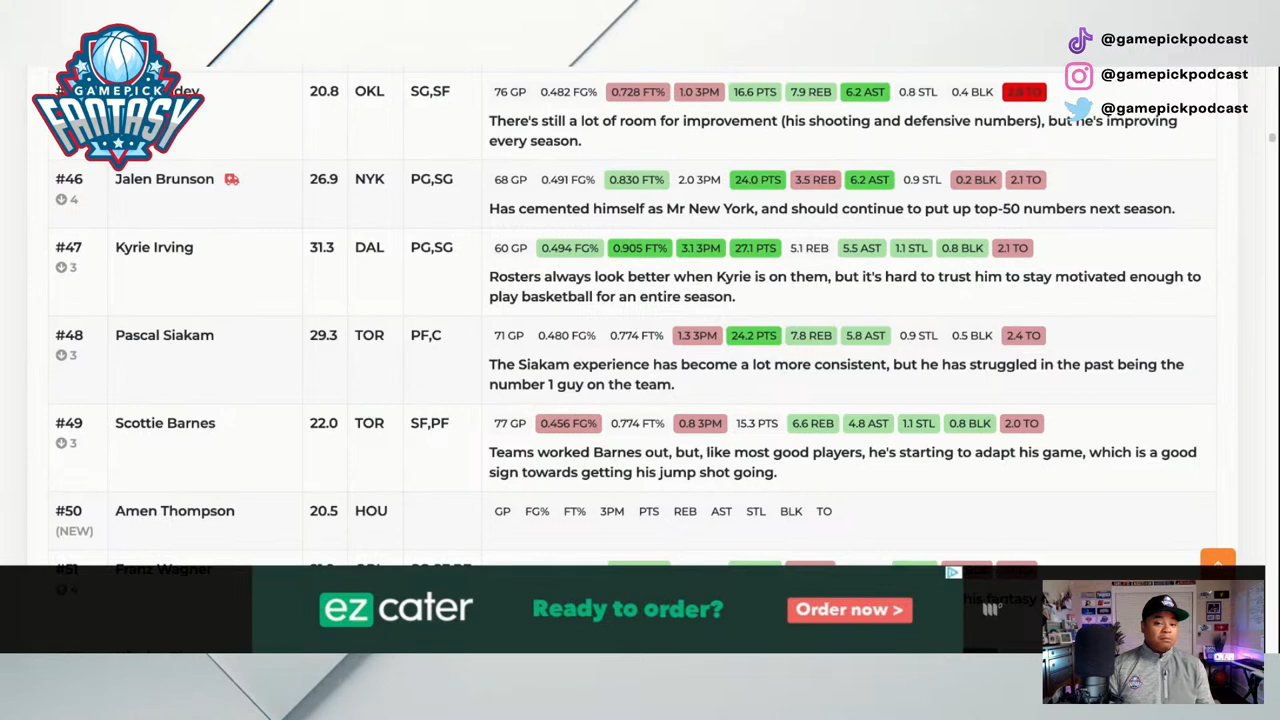 GAMEPICK
FANTASY
@gamepickpodcast
@gamepickpodcast
@gamepickpodcast
dey 20.8 OKL SG,SF 76 GP 0.482 FG% 0.728 FT% 1.0 3PM 16.6 PTS 7.9 REB 6.2 AST 0.8 STL 0.4 BLK 2.8 TO
There's still a lot of room for improvement (his shooting and defensive numbers), but he's improving
every season.
#46 Jalen Brunson 26.9 NYK PG,SG 68 GP 0.491 FG% 0.830 FT% 2.0 3PM 24.0 PTS 3.5 REB 6.2 AST 0.9 STL 0.2 BLK 2.1 TO
4
Has cemented himself as Mr New York, and should continue to put up top-50 numbers next season.
#47 Kyrie Irving 31.3 DAL PG,SG 60 GP 0.494 FG% 0.905 FT% 3.1 3PM 27.1 PTS 5.1 REB 5.5 AST 1.1 STL 0.8 BLK 2.1 TO
3
Rosters always look better when Kyrie is on them, but it's hard to trust him to stay motivated enough to
play basketball for an entire season.
#48 Pascal Siakam 29.3 TOR PF,C 71 GP 0.480 FG% 0.774 FT% 1.3 3PM 24.2 PTS 7.8 REB 5.8 AST 0.9 STL 0.5 BLK 2.4 TO
3
The Siakam experience has become a lot more consistent, but he has struggled in the past being the
number 1 guy on the team.
#49 Scottie Barnes 22.0 TOR SF,PF 77 GP 0.456 FG% 0.774 FT% 0.8 3PM 15.3 PTS 6.6 REB 4.8 AST 1.1 STL 0.8 BLK 2.0 TO
3
Teams worked Barnes out, but, like most good players, he's starting to adapt his game, which is a good
sign towards getting his jump shot going.
#50 Amen Thompson 20.5 HOU GP FG% FT% 3PM PTS REB AST STL BLK TO
(NEW)
#51 Franz Wagner
4
his fantasy
ez cater Ready to order? Order now >